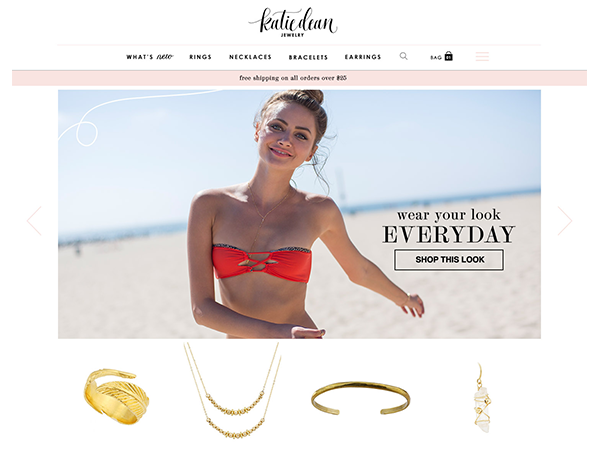 katie dean
JEWELRY
WHAT'S new RINGS NECKLACES BRACELETS EARRINGS BAG 01
free shipping on all orders over $25
wear your look
EVERYDAY
SHOP THIS LOOK